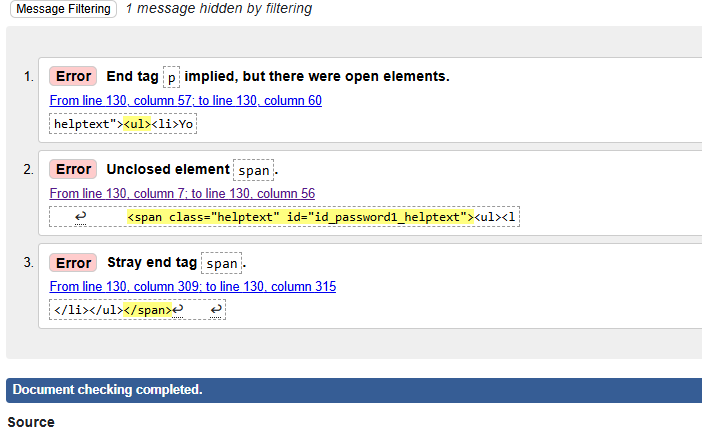 Message Filtering 1 message hidden by filtering
1. Error End tag p implied, but there were open elements.
From line 130, column 57; to line 130, column 60
helptext"><ul><li>Yo
2. Error Unclosed element span.
From line 130, column 7; to line 130, column 56
↩ <span class="helptext" id="id_password1_helptext"><ul><l
3. Error Stray end tag span.
From line 130, column 309; to line 130, column 315
</li></ul></span>↩ ↩
Document checking completed.
Source